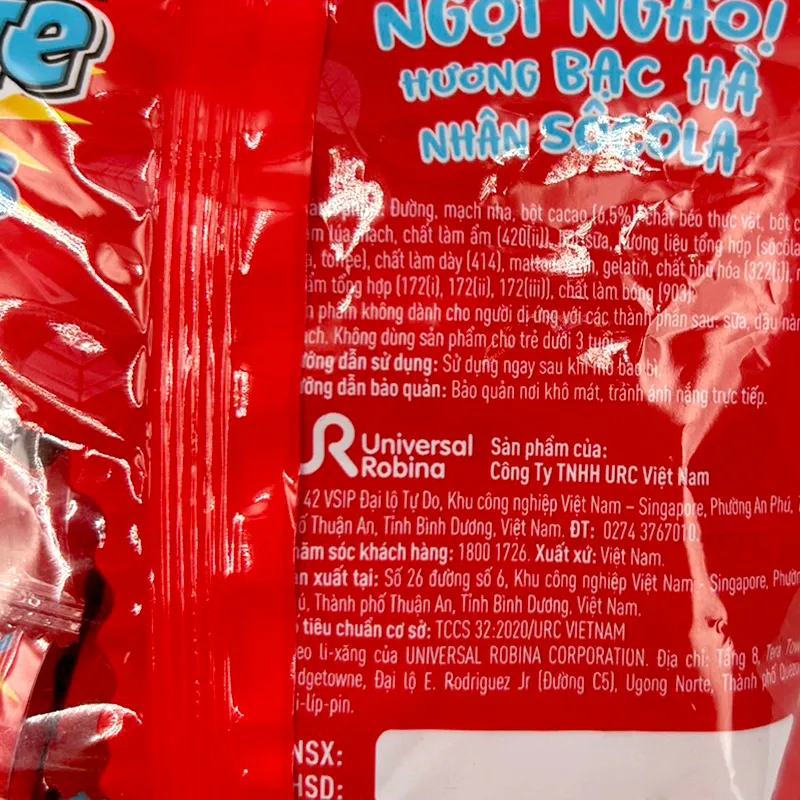 NGỌT NGÀO!
HƯƠNG BẠC HÀ
NHÂN SÔCÔLA
Đường, mạch nha, bột cacao (6,5%), chất béo thực vật, bột
lúa mạch, chất làm ẩm (420(ii)), sữa, hương liệu tổng hợp (sôcôla
chất làm dày (414), gelatin, chất nhũ hóa (322(i),
tổng hợp (172(i), 172(ii), 172(iii)), chất làm bóng (903)
phẩm không dành cho người dị ứng với các thành phần sau: sữa, đậu
Không dùng sản phẩm cho trẻ dưới 3 tuổi
dẫn sử dụng: Sử dụng ngay sau khi mở bao bì.
dẫn bảo quản: Bảo quản nơi khô mát, tránh ánh nắng trực tiếp.
Universal Sản phẩm của:
Robina Công Ty TNHH URC Việt Nam
42 VSIP Đại lộ Tự Do, Khu công nghiệp Việt Nam – Singapore, Phường An Phú,
Thuận An, Tỉnh Bình Dương, Việt Nam. ĐT: 0274 3767010
sóc khách hàng: 1800 1726. Xuất xứ: Việt Nam.
xuất tại: Số 26 đường số 6, Khu công nghiệp Việt Nam - Singapore,
Thành phố Thuận An, Tỉnh Bình Dương, Việt Nam.
tiêu chuẩn cơ sở: TCCS 32:2020/URC VIETNAM
li-xăng của UNIVERSAL ROBINA CORPORATION. Địa chỉ: Tầng 8, Tera
Đại lộ E. Rodriguez Jr (Đường C5), Ugong Norte, Thành phố
NSX:
HSD: